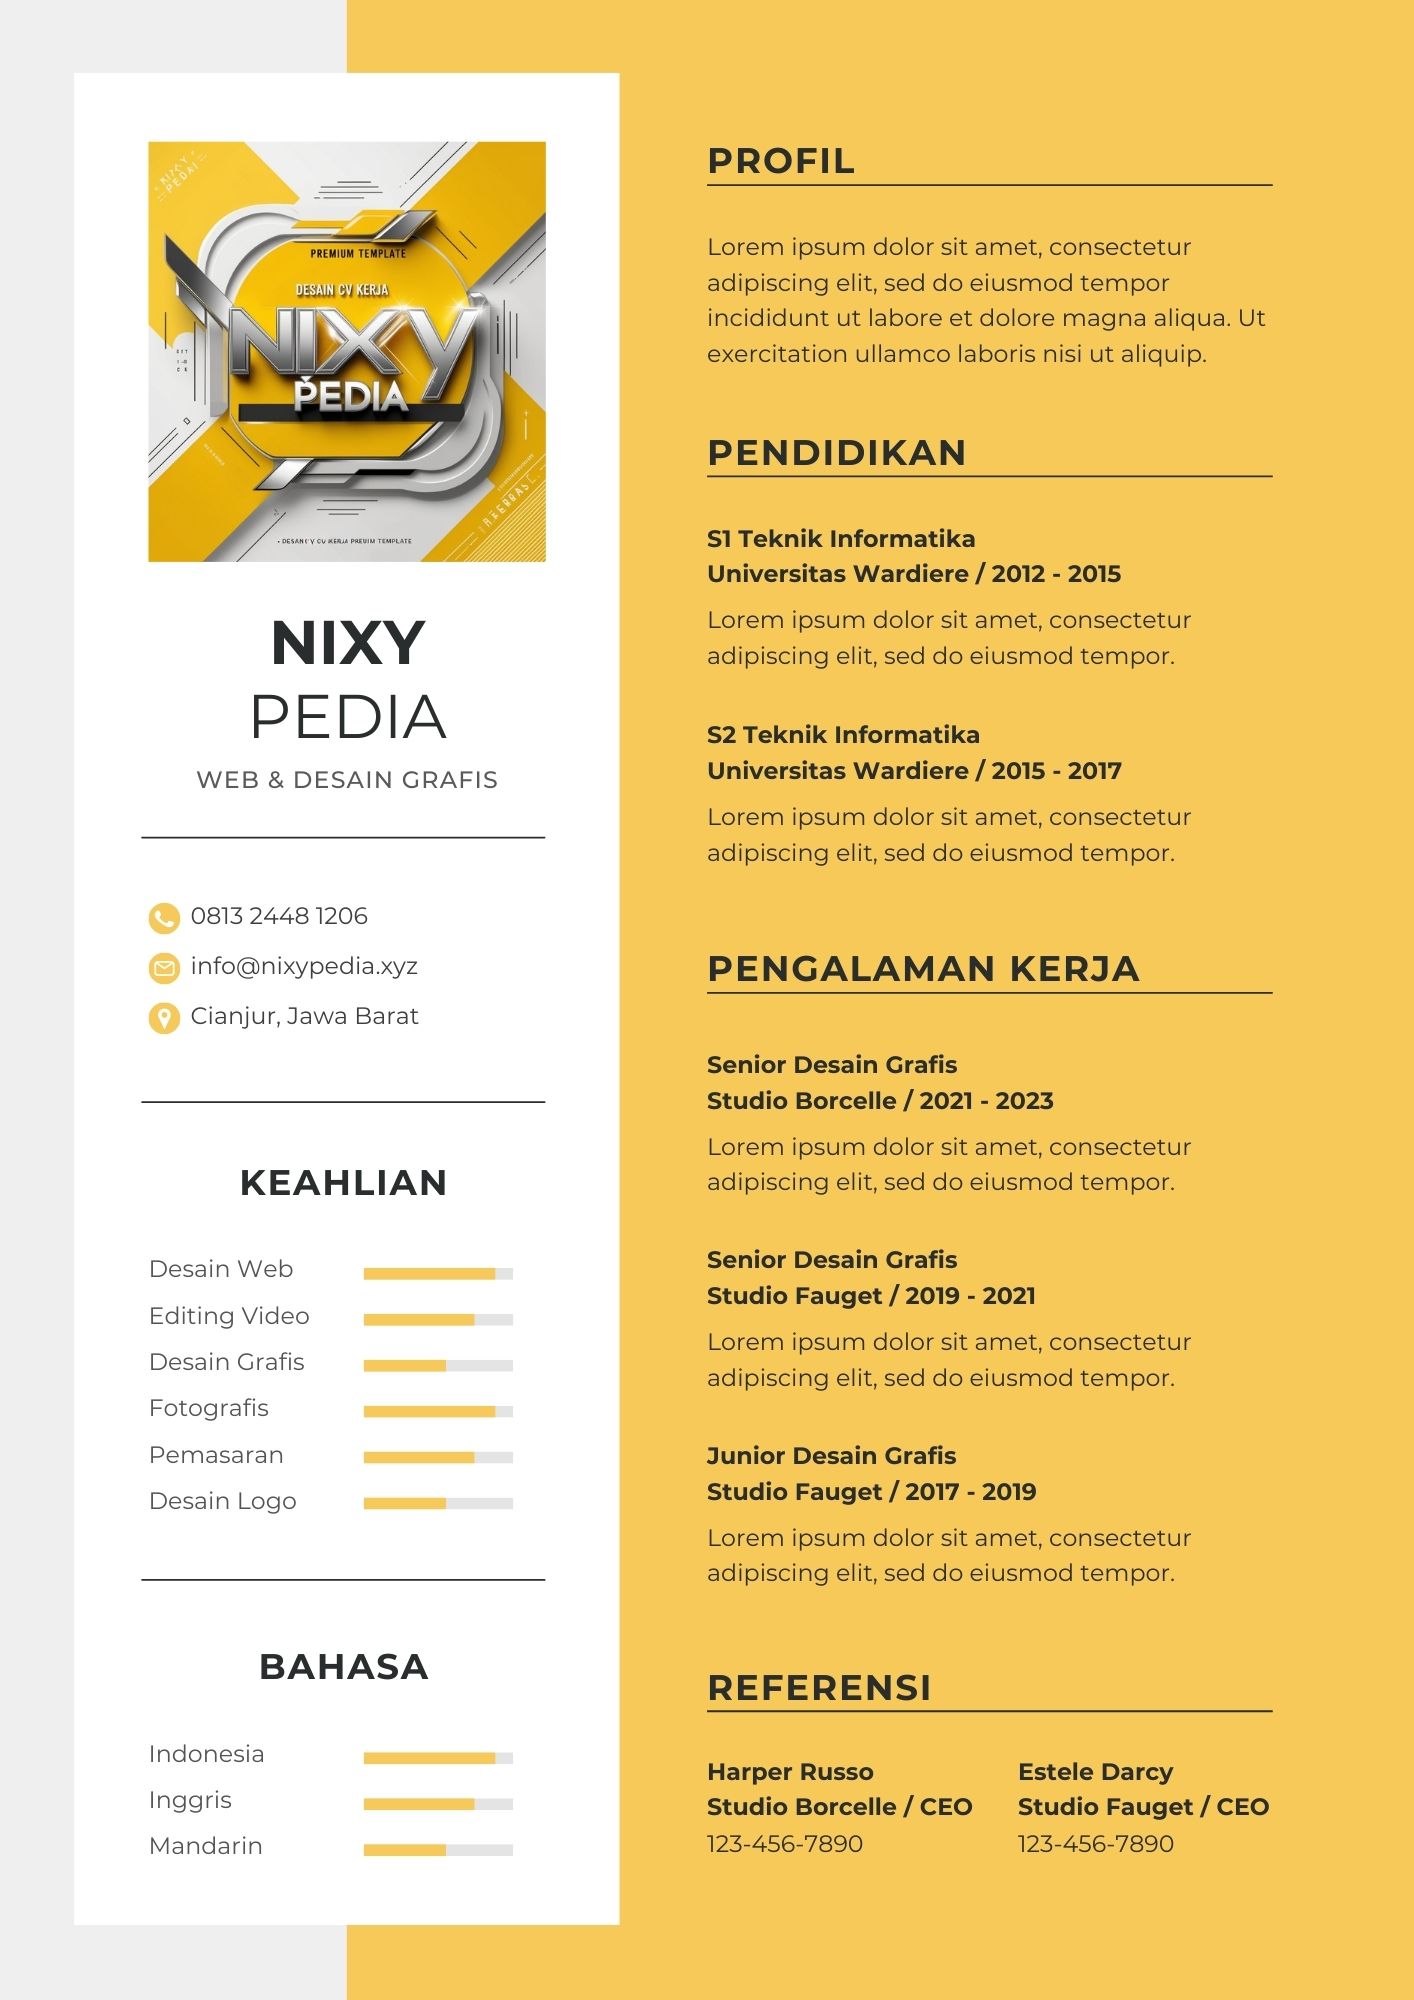 PREMIUM TEMPLATE
DESAIN CV KERJA
NIXY
PEDIA
NIXY
PEDIA
WEB & DESAIN GRAFIS
0813 2448 1206
info@nixypedia.xyz
Cianjur, Jawa Barat
KEAHLIAN
Desain Web
Editing Video
Desain Grafis
Fotografis
Pemasaran
Desain Logo
BAHASA
Indonesia
Inggris
Mandarin
PROFIL
Lorem ipsum dolor sit amet, consectetur
adipiscing elit, sed do eiusmod tempor
incididunt ut labore et dolore magna aliqua. Ut
exercitation ullamco laboris nisi ut aliquip.
PENDIDIKAN
S1 Teknik Informatika
Universitas Wardiere / 2012 - 2015
Lorem ipsum dolor sit amet, consectetur
adipiscing elit, sed do eiusmod tempor.
S2 Teknik Informatika
Universitas Wardiere / 2015 - 2017
Lorem ipsum dolor sit amet, consectetur
adipiscing elit, sed do eiusmod tempor.
PENGALAMAN KERJA
Senior Desain Grafis
Studio Borcelle / 2021 - 2023
Lorem ipsum dolor sit amet, consectetur
adipiscing elit, sed do eiusmod tempor.
Senior Desain Grafis
Studio Fauget / 2019 - 2021
Lorem ipsum dolor sit amet, consectetur
adipiscing elit, sed do eiusmod tempor.
Junior Desain Grafis
Studio Fauget / 2017 - 2019
Lorem ipsum dolor sit amet, consectetur
adipiscing elit, sed do eiusmod tempor.
REFERENSI
Harper Russo
Studio Borcelle / CEO
123-456-7890
Estele Darcy
Studio Fauget / CEO
123-456-7890